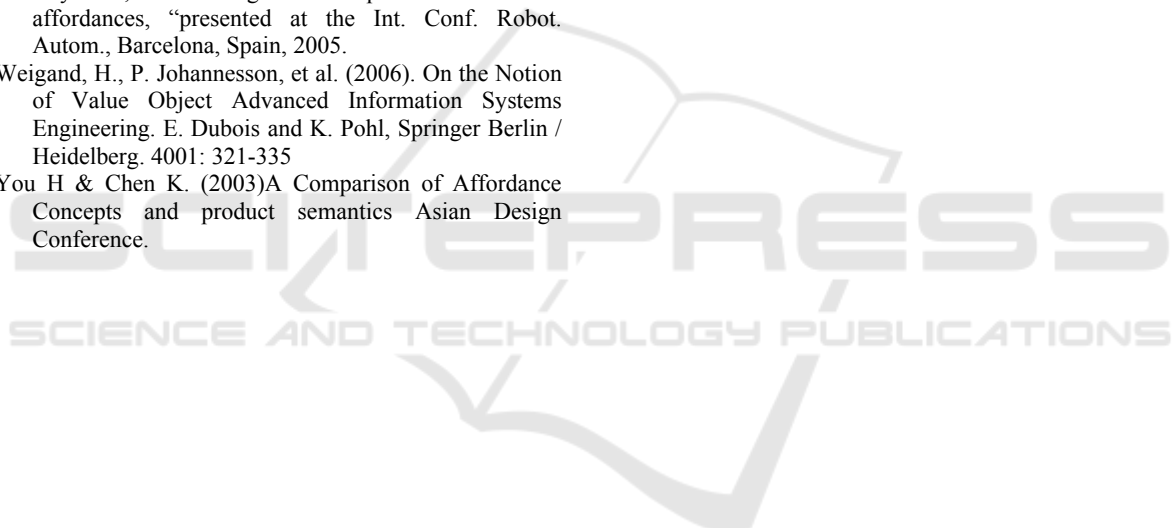 affordances, “presented at the Int. Conf. Robot.
Autom., Barcelona, Spain, 2005.
Weigand, H., P. Johannesson, et al. (2006). On the Notion
of Value Object Advanced Information Systems
Engineering. E. Dubois and K. Pohl, Springer Berlin /
Heidelberg. 4001: 321-335
You H & Chen K. (2003)A Comparison of Affordance
Concepts and product semantics Asian Design
Conference.
SCITEPRESS
SCIENCE AND TECHNOLOGY PUBLICATIONS